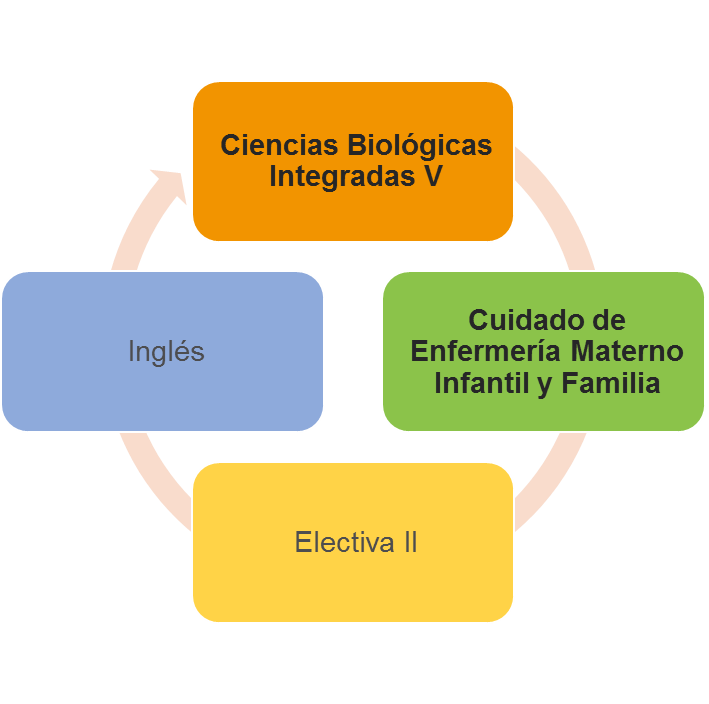 Ciencias Biológicas
Integradas V
Cuidado de
Enfermería Materno
Infantil y Familia
Electiva II
Inglés